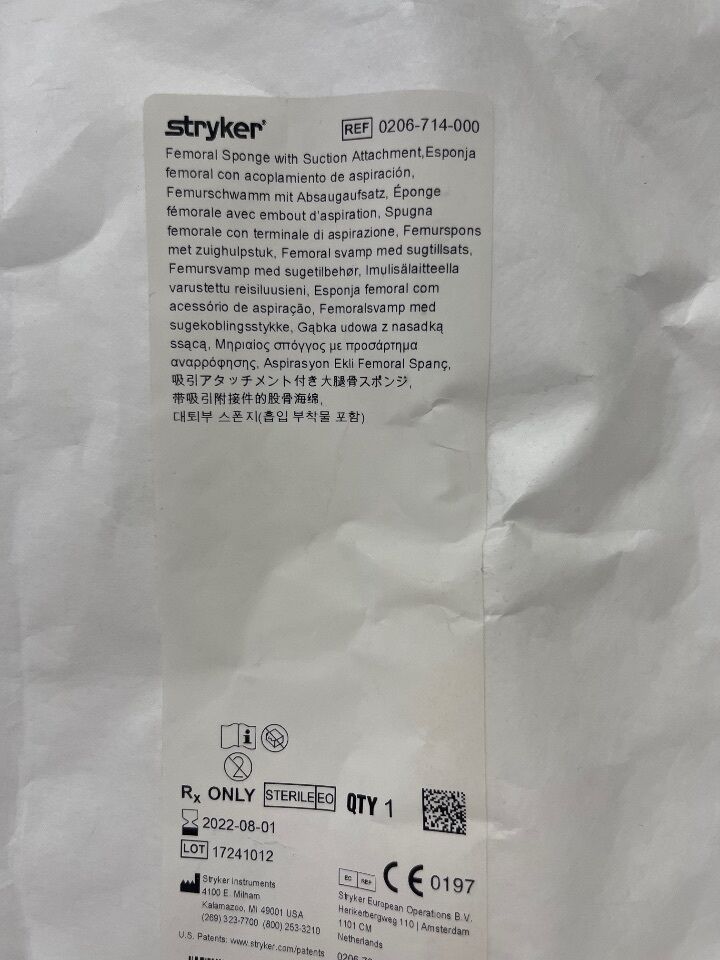 stryker®
REF 0206-714-000
Femoral Sponge with Suction Attachment,Esponja
femoral con acoplamiento de aspiración,
Femurschwamm mit Absaugaufsatz, Éponge
fémorale avec embout d'aspiration, Spugna
femorale con terminale di aspirazione, Femurspons
met zuighulpstuk, Femoral svamp med sugtillsats,
Femursvamp med sugetilbehør, Imulisälaitteella
varustettu reisiluusieni, Esponja femoral com
acessório de aspiração, Femoralsvamp med
sugekoblingsstykke, Gąbka udowa z nasadką
ssącą, Μηριαίος σπόγγος με προσάρτημα
αναρρόφησης, Aspirasyon Ekli Femoral Spanç,
吸引アタッチメント付き大腿骨スポンジ,
帯吸引附接件的股骨海绵,
대퇴부 스폰지(흡입 부착물 포함)
Rx ONLY STERILE EO QTY 1
2022-08-01
LOT 17241012
Stryker Instruments
4100 E. Milham
Kalamazoo, MI 49001 USA
(269) 323-7700 (800) 253-3210
U.S. Patents: www.stryker.com/patents
EC REP CE 0197
Stryker European Operations B.V.
Herikerbergweg 110 | Amsterdam
1101 CM
Netherlands